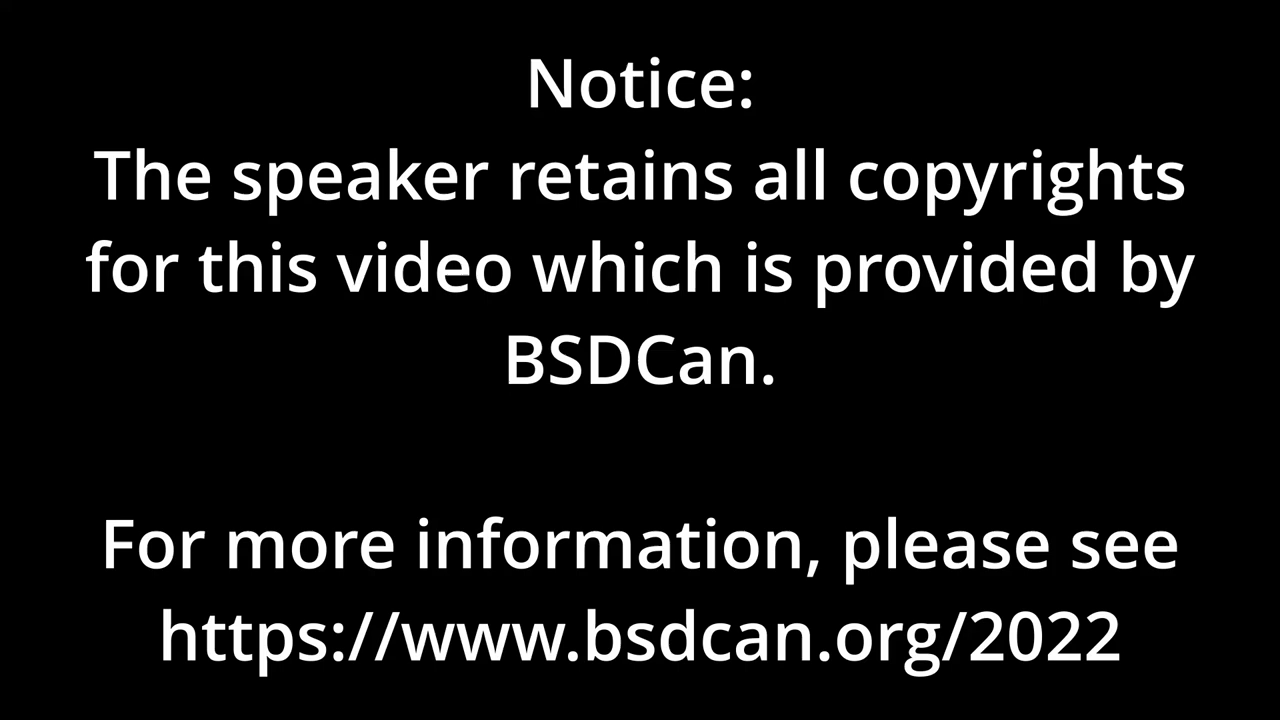 Notice:
The speaker retains all copyrights
for this video which is provided by
BSDCan.
For more information, please see
https://www.bsdcan.org/2022